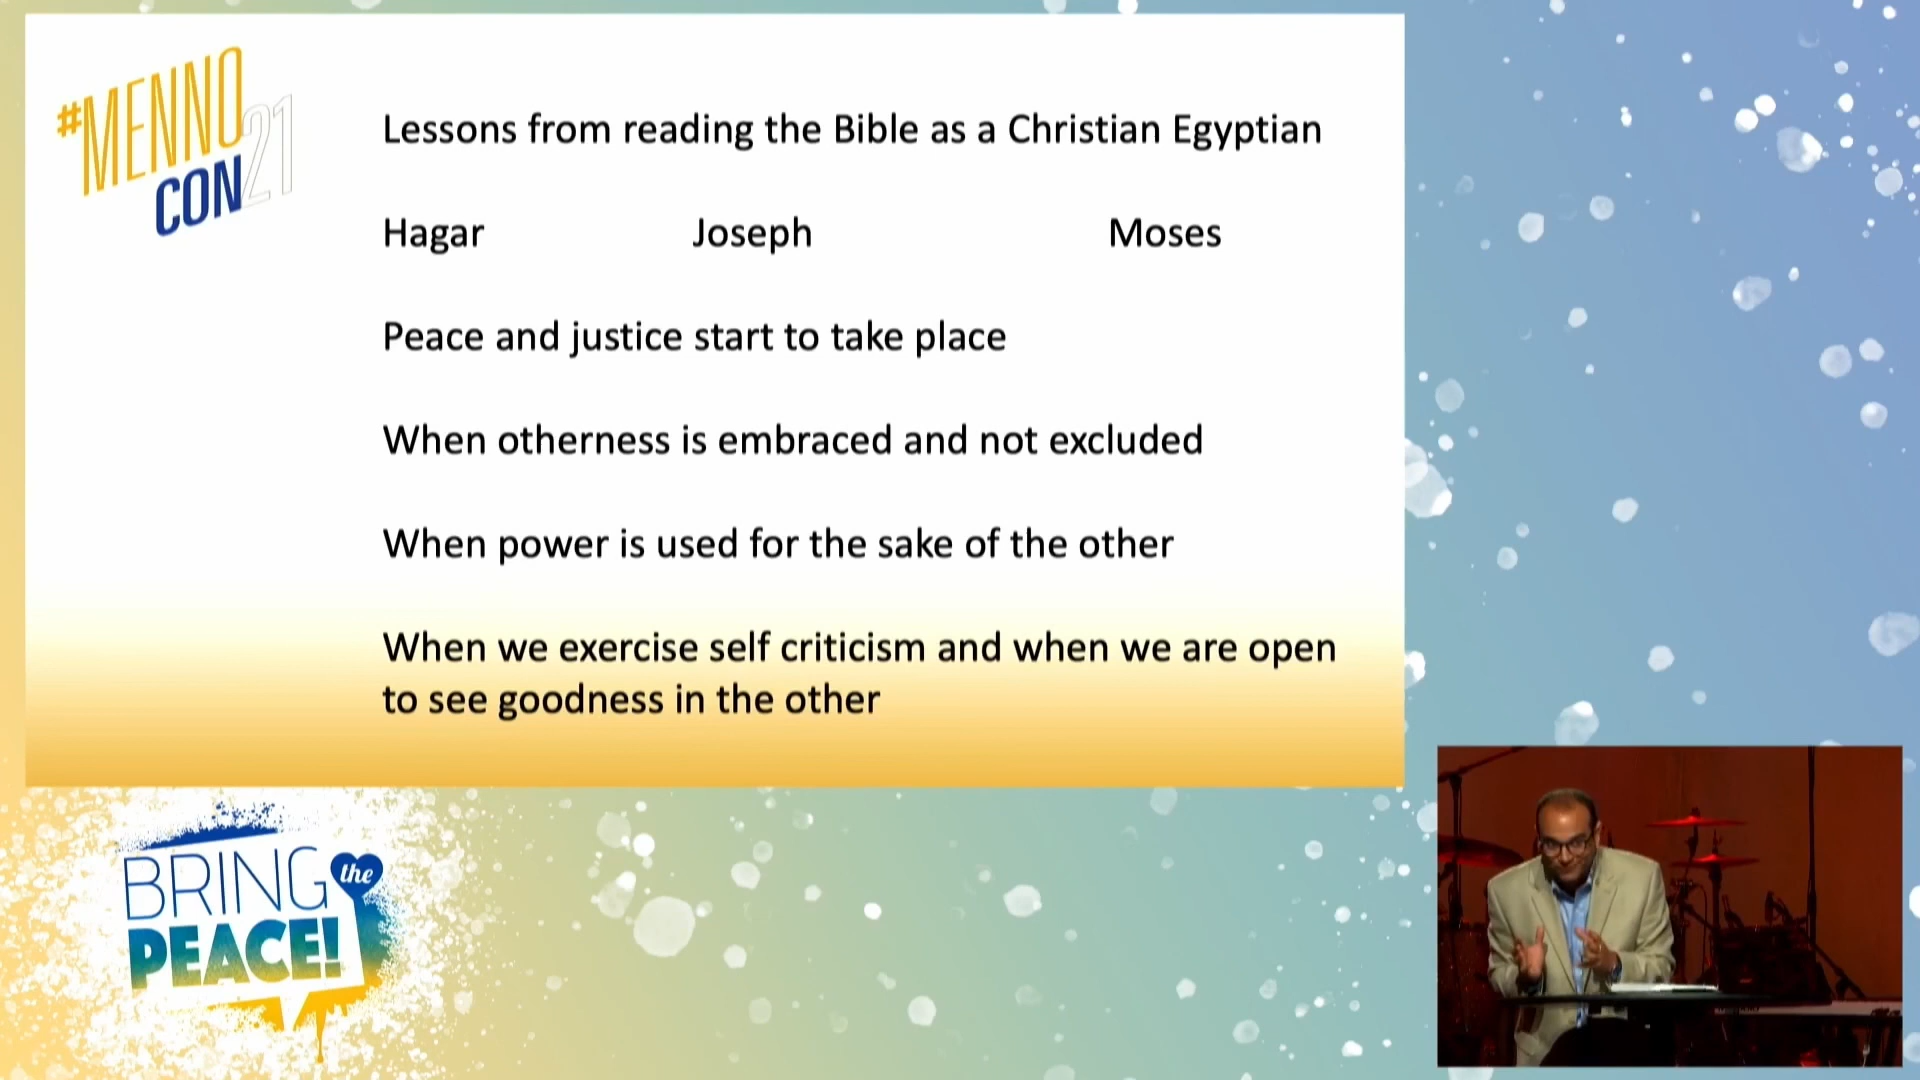 #MENNO
CON21
Lessons from reading the Bible as a Christian Egyptian
Hagar Joseph Moses
Peace and justice start to take place
When otherness is embraced and not excluded
When power is used for the sake of the other
When we exercise self criticism and when we are open
to see goodness in the other
BRING the
PEACE!